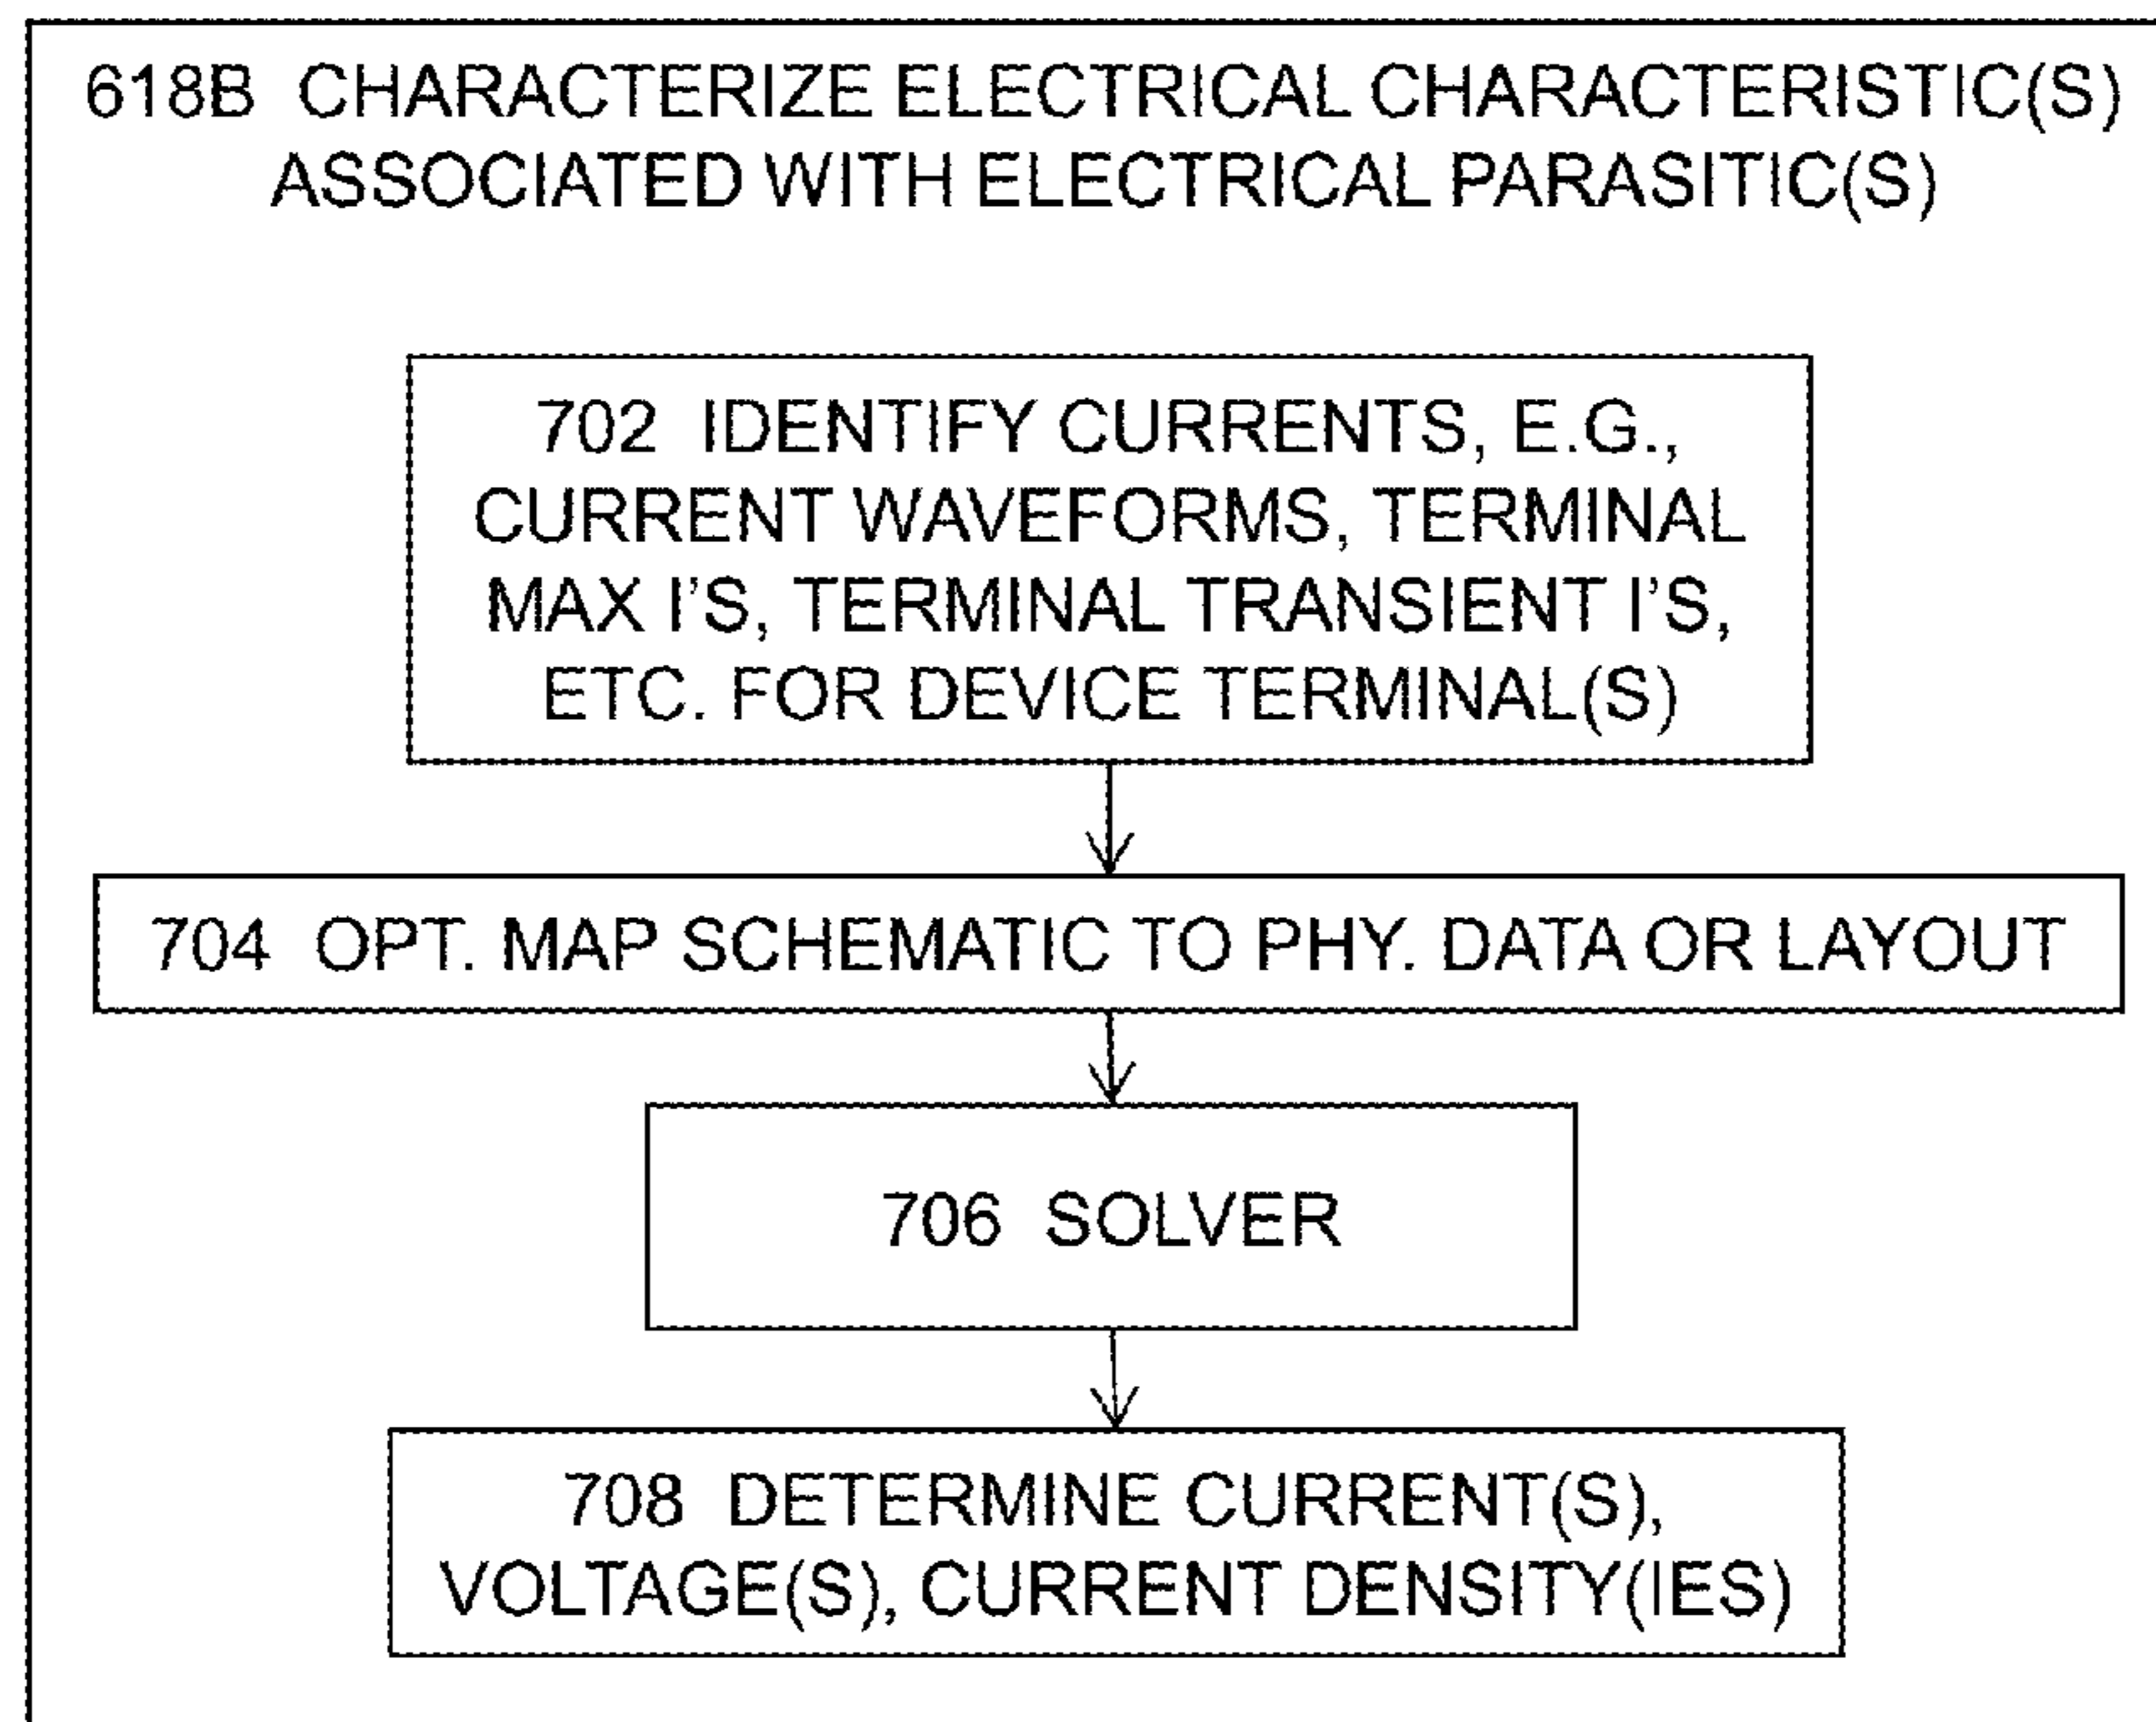 618B CHARACTERIZE ELECTRICAL CHARACTERISTIC(S)
ASSOCIATED WITH ELECTRICAL PARASITIC(S)
702 IDENTIFY CURRENTS, E.G.,
CURRENT WAVEFORMS, TERMINAL
MAX I’S, TERMINAL TRANSIENT I’S,
ETC. FOR DEVICE TERMINAL(S)
704 OPT. MAP SCHEMATIC TO PHY. DATA OR LAYOUT
706 SOLVER
708 DETERMINE CURRENT(S),
VOLTAGE(S), CURRENT DENSITY(IES)